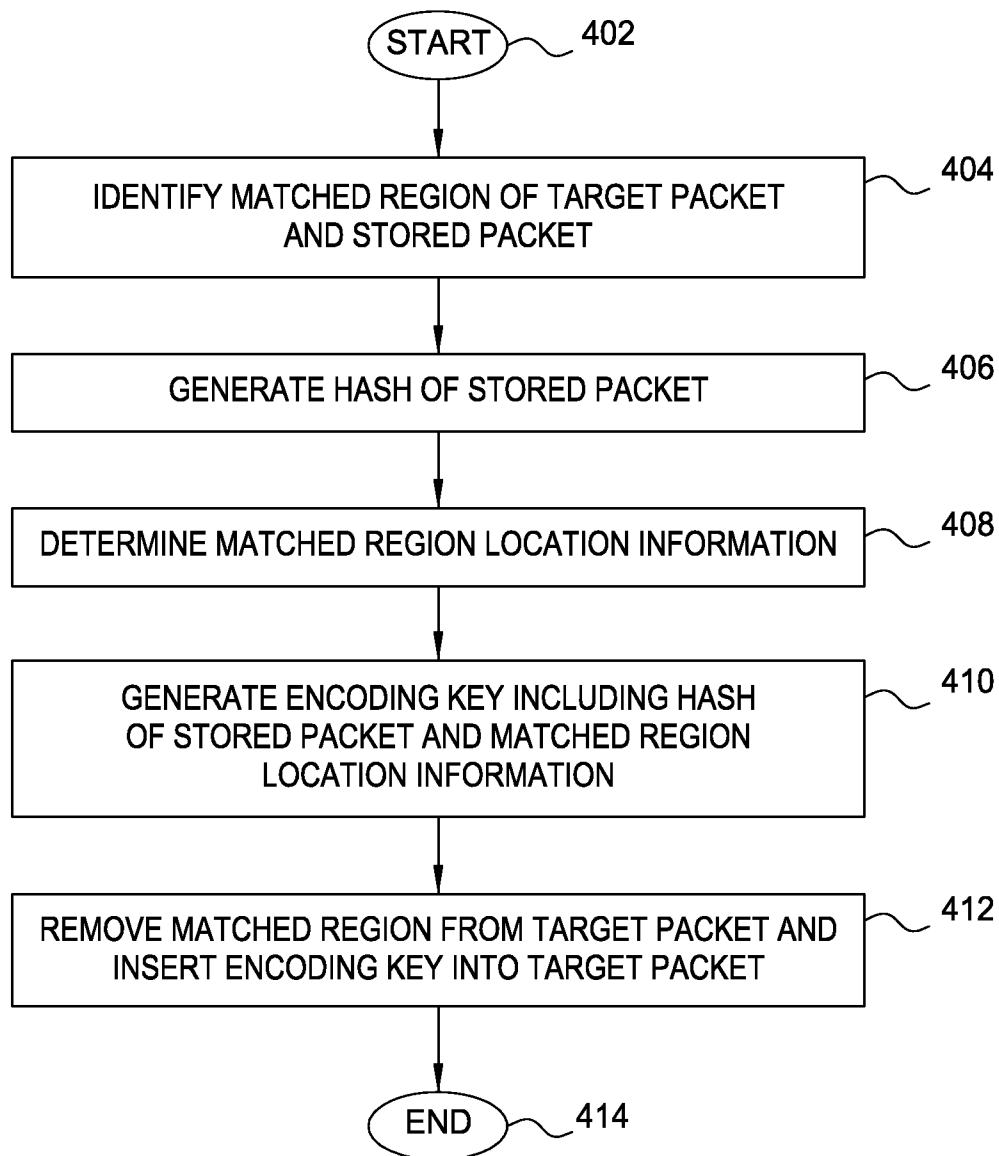 START
402
IDENTIFY MATCHED REGION OF TARGET PACKET
AND STORED PACKET
404
GENERATE HASH OF STORED PACKET
406
DETERMINE MATCHED REGION LOCATION INFORMATION
408
GENERATE ENCODING KEY INCLUDING HASH
OF STORED PACKET AND MATCHED REGION
LOCATION INFORMATION
410
REMOVE MATCHED REGION FROM TARGET PACKET AND
INSERT ENCODING KEY INTO TARGET PACKET
412
END
414